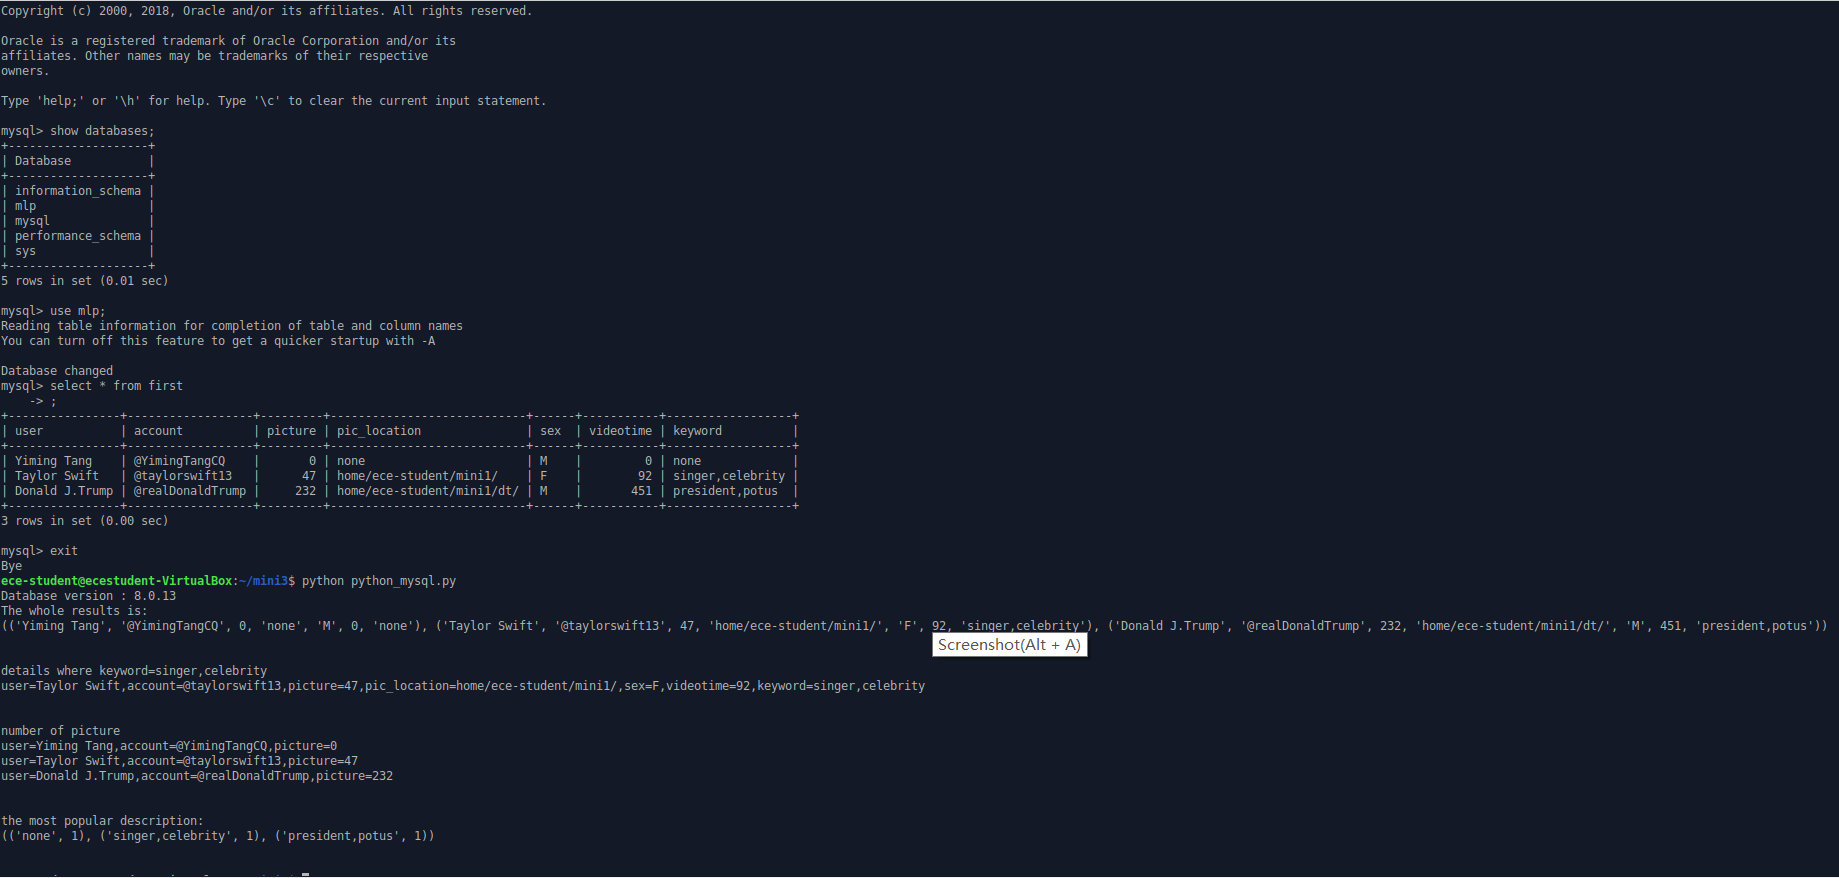 Copyright (c) 2000, 2018, Oracle and/or its affiliates. All rights reserved.

Oracle is a registered trademark of Oracle Corporation and/or its
affiliates. Other names may be trademarks of their respective
owners.

Type 'help;' or '\h' for help. Type '\c' to clear the current input statement.

mysql> show databases;
+--------------------+
| Database           |
+--------------------+
| information_schema |
| mlp                |
| mysql              |
| performance_schema |
| sys                |
+--------------------+
5 rows in set (0.01 sec)

mysql> use mlp;
Reading table information for completion of table and column names
You can turn off this feature to get a quicker startup with -A

Database changed
mysql> select * from first
    -> ;
+----------------+------------------+---------+----------------------------+------+-----------+------------------+
| user           | account          | picture | pic_location               | sex  | videotime | keyword          |
+----------------+------------------+---------+----------------------------+------+-----------+------------------+
| Yiming Tang    | @YimingTangCQ    |       0 | none                       | M    |         0 | none             |
| Taylor Swift   | @taylorswift13   |      47 | home/ece-student/mini1/    | F    |        92 | singer,celebrity |
| Donald J.Trump | @realDonaldTrump |     232 | home/ece-student/mini1/dt/ | M    |       451 | president,potus  |
+----------------+------------------+---------+----------------------------+------+-----------+------------------+
3 rows in set (0.00 sec)

mysql> exit
Bye
ece-student@ecestudent-VirtualBox:~/mini3$ python python_mysql.py
Database version : 8.0.13
The whole results is:
(('Yiming Tang', '@YimingTangCQ', 0, 'none', 'M', 0, 'none'), ('Taylor Swift', '@taylorswift13', 47, 'home/ece-student/mini1/', 'F', 92, 'singer,celebrity'), ('Donald J.Trump', '@realDonaldTrump', 232, 'home/ece-student/mini1/dt/', 'M', 451, 'president,potus'))
Screenshot(Alt + A)

details where keyword=singer,celebrity
user=Taylor Swift,account=@taylorswift13,picture=47,pic_location=home/ece-student/mini1/,sex=F,videotime=92,keyword=singer,celebrity

number of picture
user=Yiming Tang,account=@YimingTangCQ,picture=0
user=Taylor Swift,account=@taylorswift13,picture=47
user=Donald J.Trump,account=@realDonaldTrump,picture=232

the most popular description:
(('none', 1), ('singer,celebrity', 1), ('president,potus', 1))